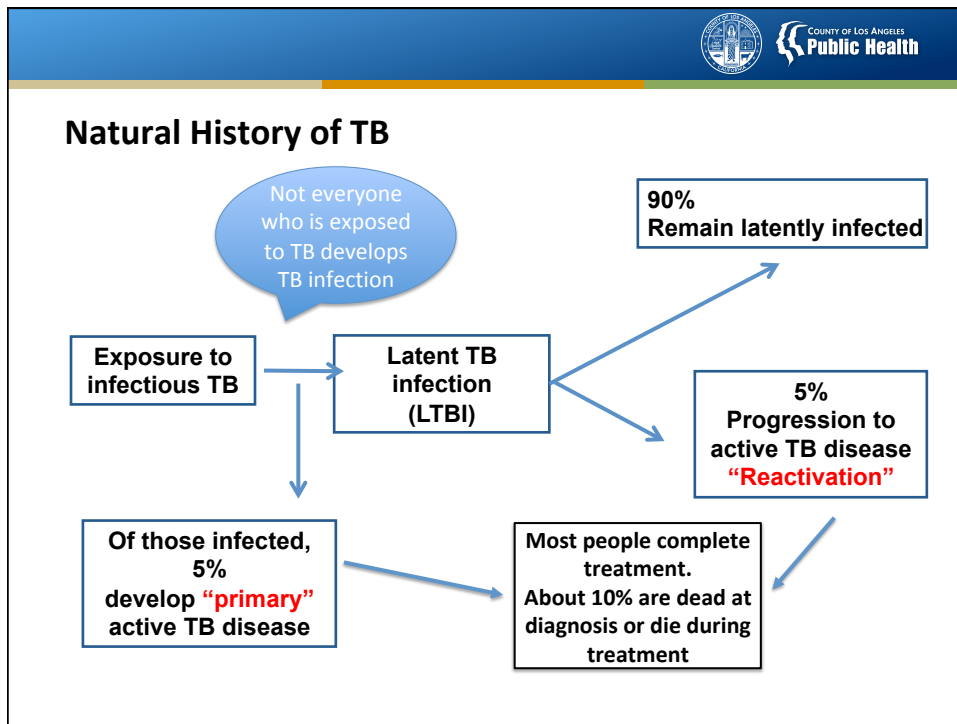 COUNTY OF LOS ANGELES
Public Health
Natural History of TB
Not everyone
who is exposed
to TB develops
TB infection
90%
Remain latently infected
Exposure to
infectious TB
Latent TB
infection
(LTBI)
5%
Progression to
active TB disease
“Reactivation”
Of those infected,
5%
develop “primary”
active TB disease
Most people complete
treatment.
About 10% are dead at
diagnosis or die during
treatment